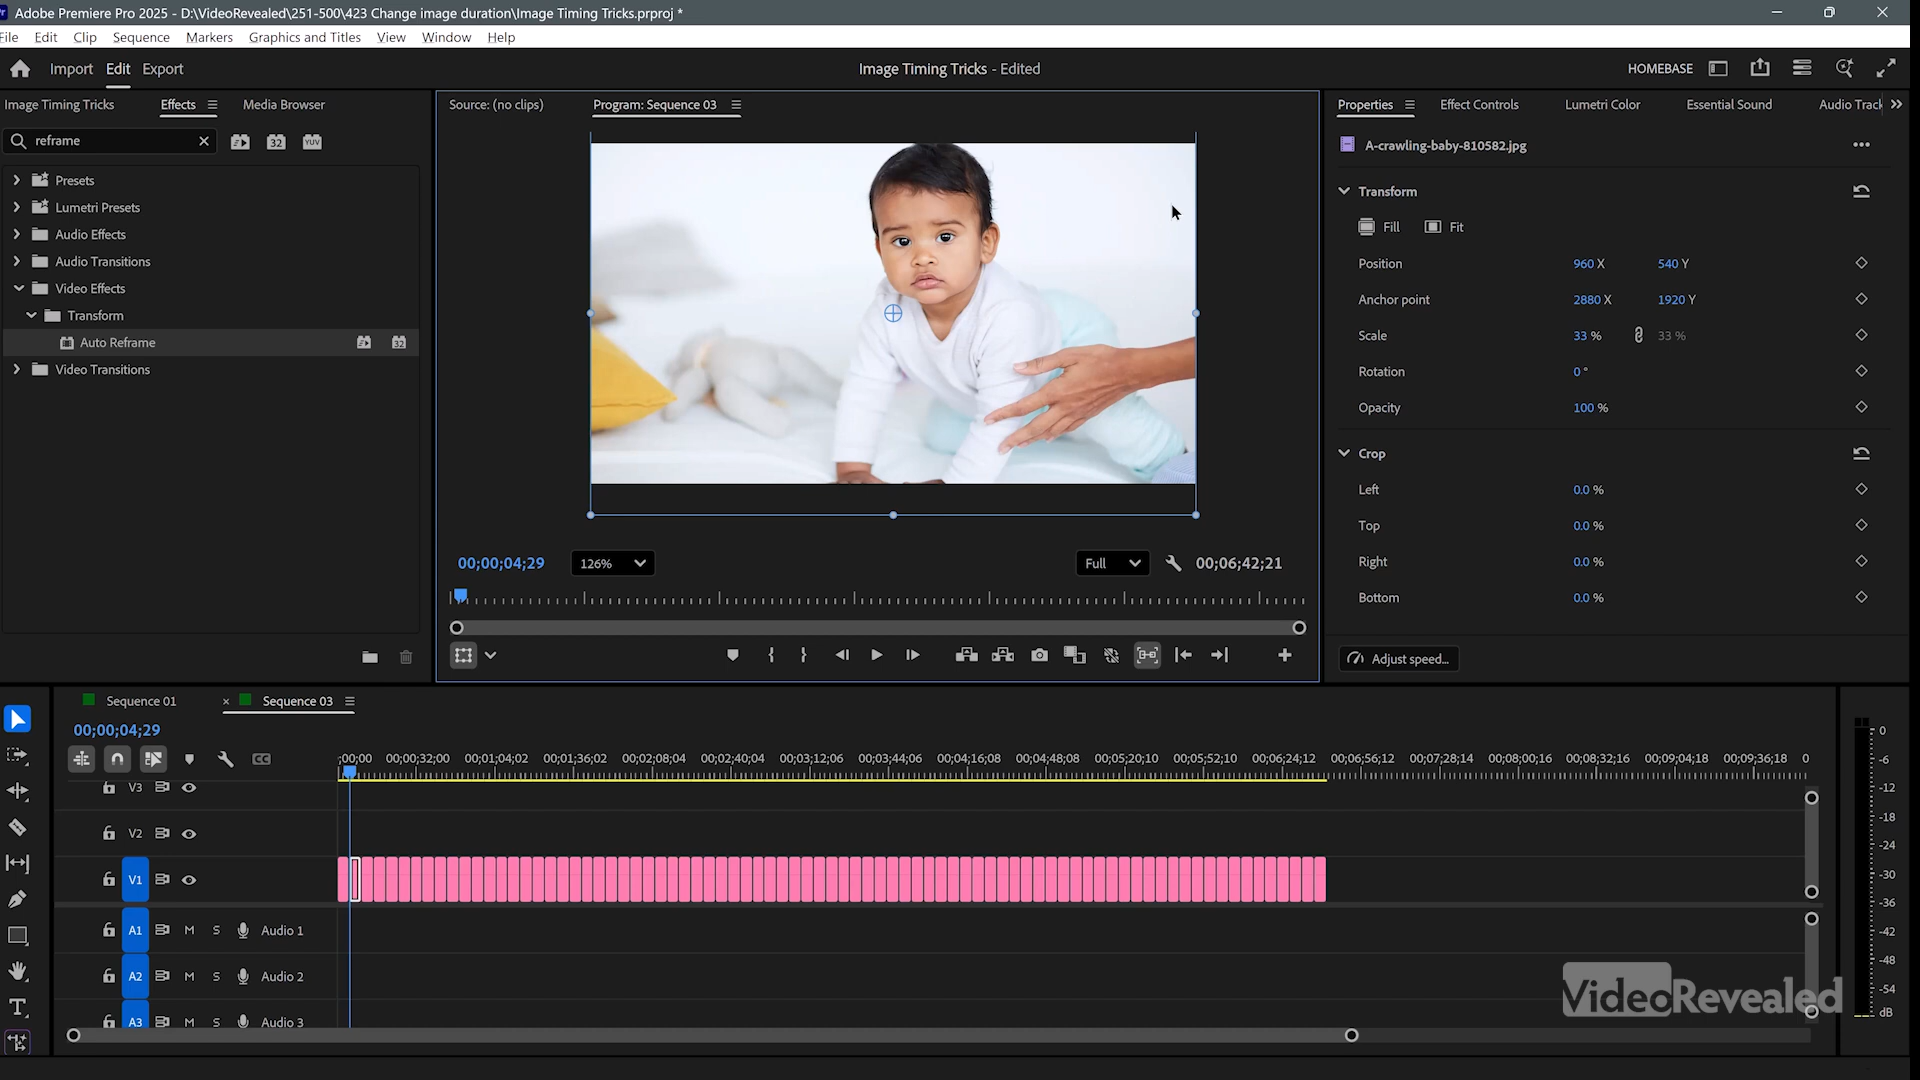 Adobe Premiere Pro 2025 - D:\VideoRevealed\251-500\423 Change image duration\Image Timing Tricks.prproj *
File Edit Clip Sequence Markers Graphics and Titles View Window Help
Import Edit Export
Image Timing Tricks - Edited
HOMEBASE
Image Timing Tricks Effects Media Browser
Source: (no clips) Program: Sequence 03
Properties Effect Controls Lumetri Color Essential Sound Audio Track
reframe 32 YUV
A-crawling-baby-810582.jpg
Presets
Lumetri Presets
Audio Effects
Audio Transitions
Video Effects
Transform
Auto Reframe 32
Video Transitions
Transform
Fill Fit
Position 960 X 540 Y
Anchor point 2880 X 1920 Y
Scale 33 % 33 %
Rotation 0 °
Opacity 100 %
Crop
Left 0.0 %
Top 0.0 %
Right 0.0 %
Bottom 0.0 %
00;00;04;29 126% Full 00;06;42;21
Adjust speed...
Sequence 01 × Sequence 03
00;00;04;29
CC
;00;00 00;00;32;00 00;01;04;02 00;01;36;02 00;02;08;04 00;02;40;04 00;03;12;06 00;03;44;06 00;04;16;08 00;04;48;08 00;05;20;10 00;05;52;10 00;06;24;12 00;06;56;12 00;07;28;14 00;08;00;16 00;08;32;16 00;09;04;18 00;09;36;18 0
V3
V2
V1
A1 M S Audio 1
A2 M S Audio 2
A3 M S Audio 3
0
-6
-12
-18
-24
-30
-36
-42
-48
-54
dB
VideoRevealed